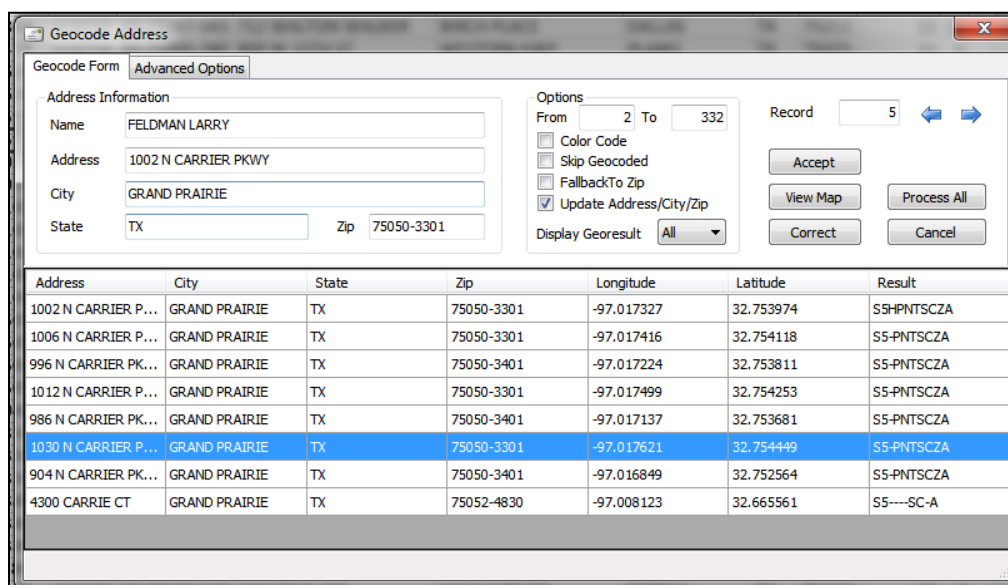 Geocode Address
X
Geocode Form Advanced Options
Address Information
Name FELDMAN LARRY
Address 1002 N CARRIER PKWY
City GRAND PRAIRIE
State TX Zip 75050-3301
Options
From 2 To 332
Color Code
Skip Geocoded
FallbackTo Zip
Update Address/City/Zip
Display Georesult All
Record 5
Accept
View Map Process All
Correct Cancel
Address City State Zip Longitude Latitude Result
1002 N CARRIER P... GRAND PRAIRIE TX 75050-3301 -97.017327 32.753974 S5HPNTSCZA
1006 N CARRIER P... GRAND PRAIRIE TX 75050-3301 -97.017416 32.754118 S5-PNTSCZA
996 N CARRIER PK... GRAND PRAIRIE TX 75050-3401 -97.017224 32.753811 S5-PNTSCZA
1012 N CARRIER P... GRAND PRAIRIE TX 75050-3301 -97.017499 32.754253 S5-PNTSCZA
986 N CARRIER PK... GRAND PRAIRIE TX 75050-3401 -97.017137 32.753681 S5-PNTSCZA
1030 N CARRIER P... GRAND PRAIRIE TX 75050-3301 -97.017621 32.754449 S5-PNTSCZA
904 N CARRIER PK... GRAND PRAIRIE TX 75050-3401 -97.016849 32.752564 S5-PNTSCZA
4300 CARRIE CT GRAND PRAIRIE TX 75052-4830 -97.008123 32.665561 S5----SC-A